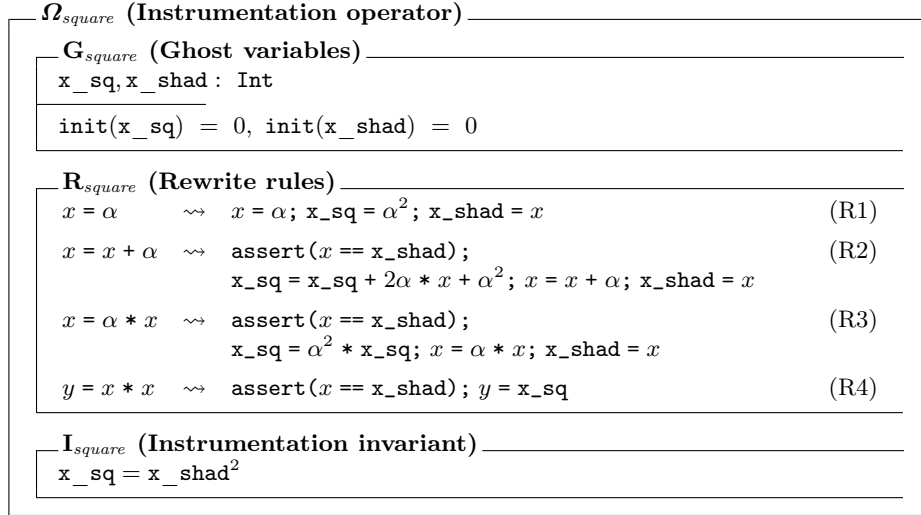 Ω_square (Instrumentation operator)
G_square (Ghost variables)
x_sq, x_shad : Int
init(x_sq) = 0, init(x_shad) = 0
R_square (Rewrite rules)
x = α ⇝ x = α; x_sq = α²; x_shad = x (R1)
x = x + α ⇝ assert(x == x_shad); (R2)
x_sq = x_sq + 2α * x + α²; x = x + α; x_shad = x
x = α * x ⇝ assert(x == x_shad); (R3)
x_sq = α² * x_sq; x = α * x; x_shad = x
y = x * x ⇝ assert(x == x_shad); y = x_sq (R4)
I_square (Instrumentation invariant)
x_sq = x_shad²